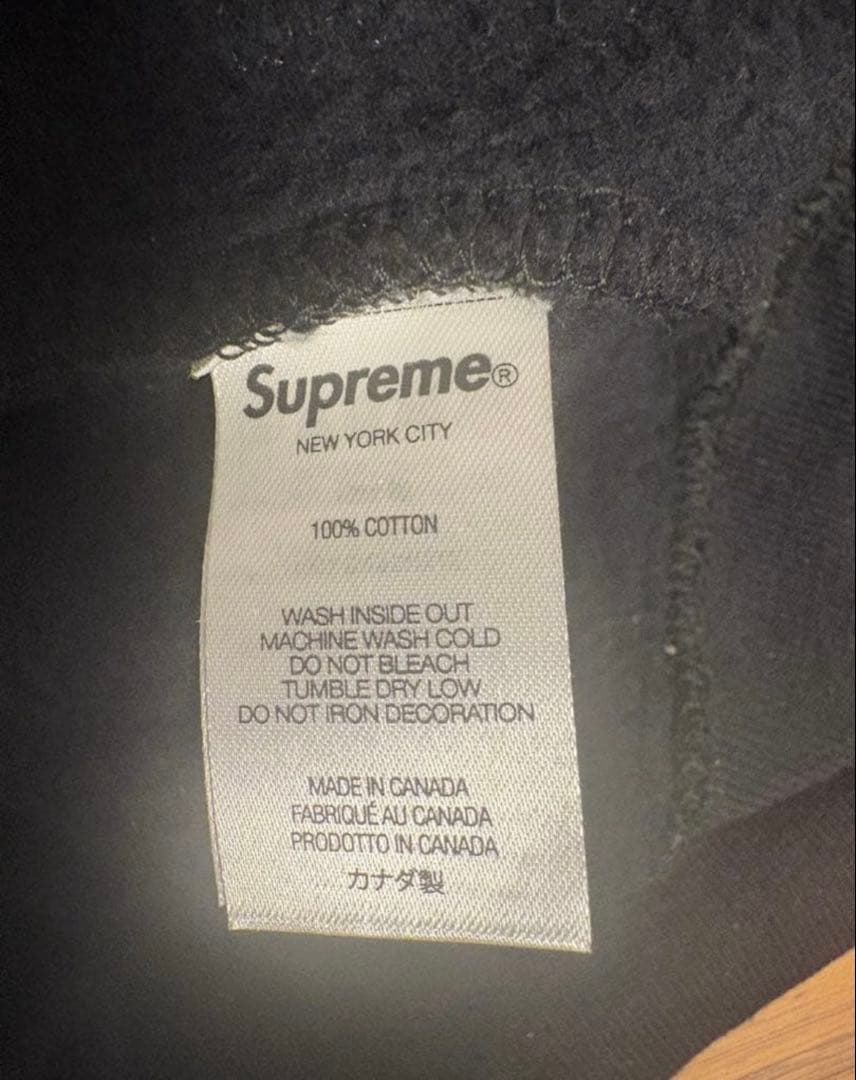 Supreme®
NEW YORK CITY
100% COTTON
WASH INSIDE OUT
MACHINE WASH COLD
DO NOT BLEACH
TUMBLE DRY LOW
DO NOT IRON DECORATION
MADE IN CANADA
FABRIQUÉ AU CANADA
PRODOTTO IN CANADA
カナダ製